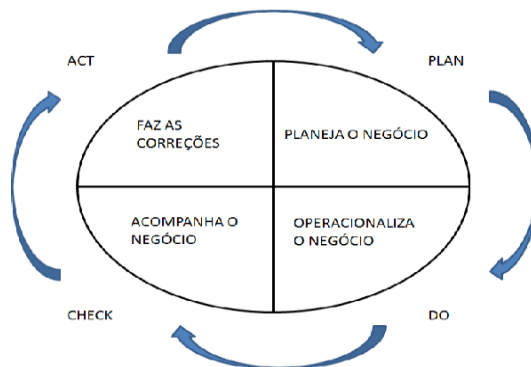 ACT
PLAN
FAZ AS
CORREÇÕES
PLANEJA O NEGÓCIO
ACOMPANHA O
NEGÓCIO
OPERACIONALIZA
O NEGÓCIO
CHECK
DO